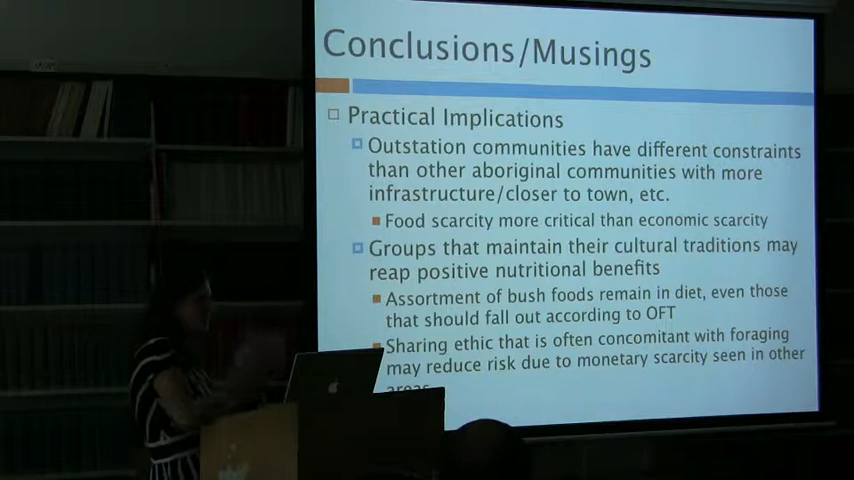 Conclusions/Musings
Practical Implications
Outstation communities have different constraints
than other aboriginal communities with more
infrastructure/closer to town, etc.
Food scarcity more critical than economic scarcity
Groups that maintain their cultural traditions may
reap positive nutritional benefits
Assortment of bush foods remain in diet, even those
that should fall out according to OFT
Sharing ethic that is often concomitant with foraging
may reduce risk due to monetary scarcity seen in other
areas